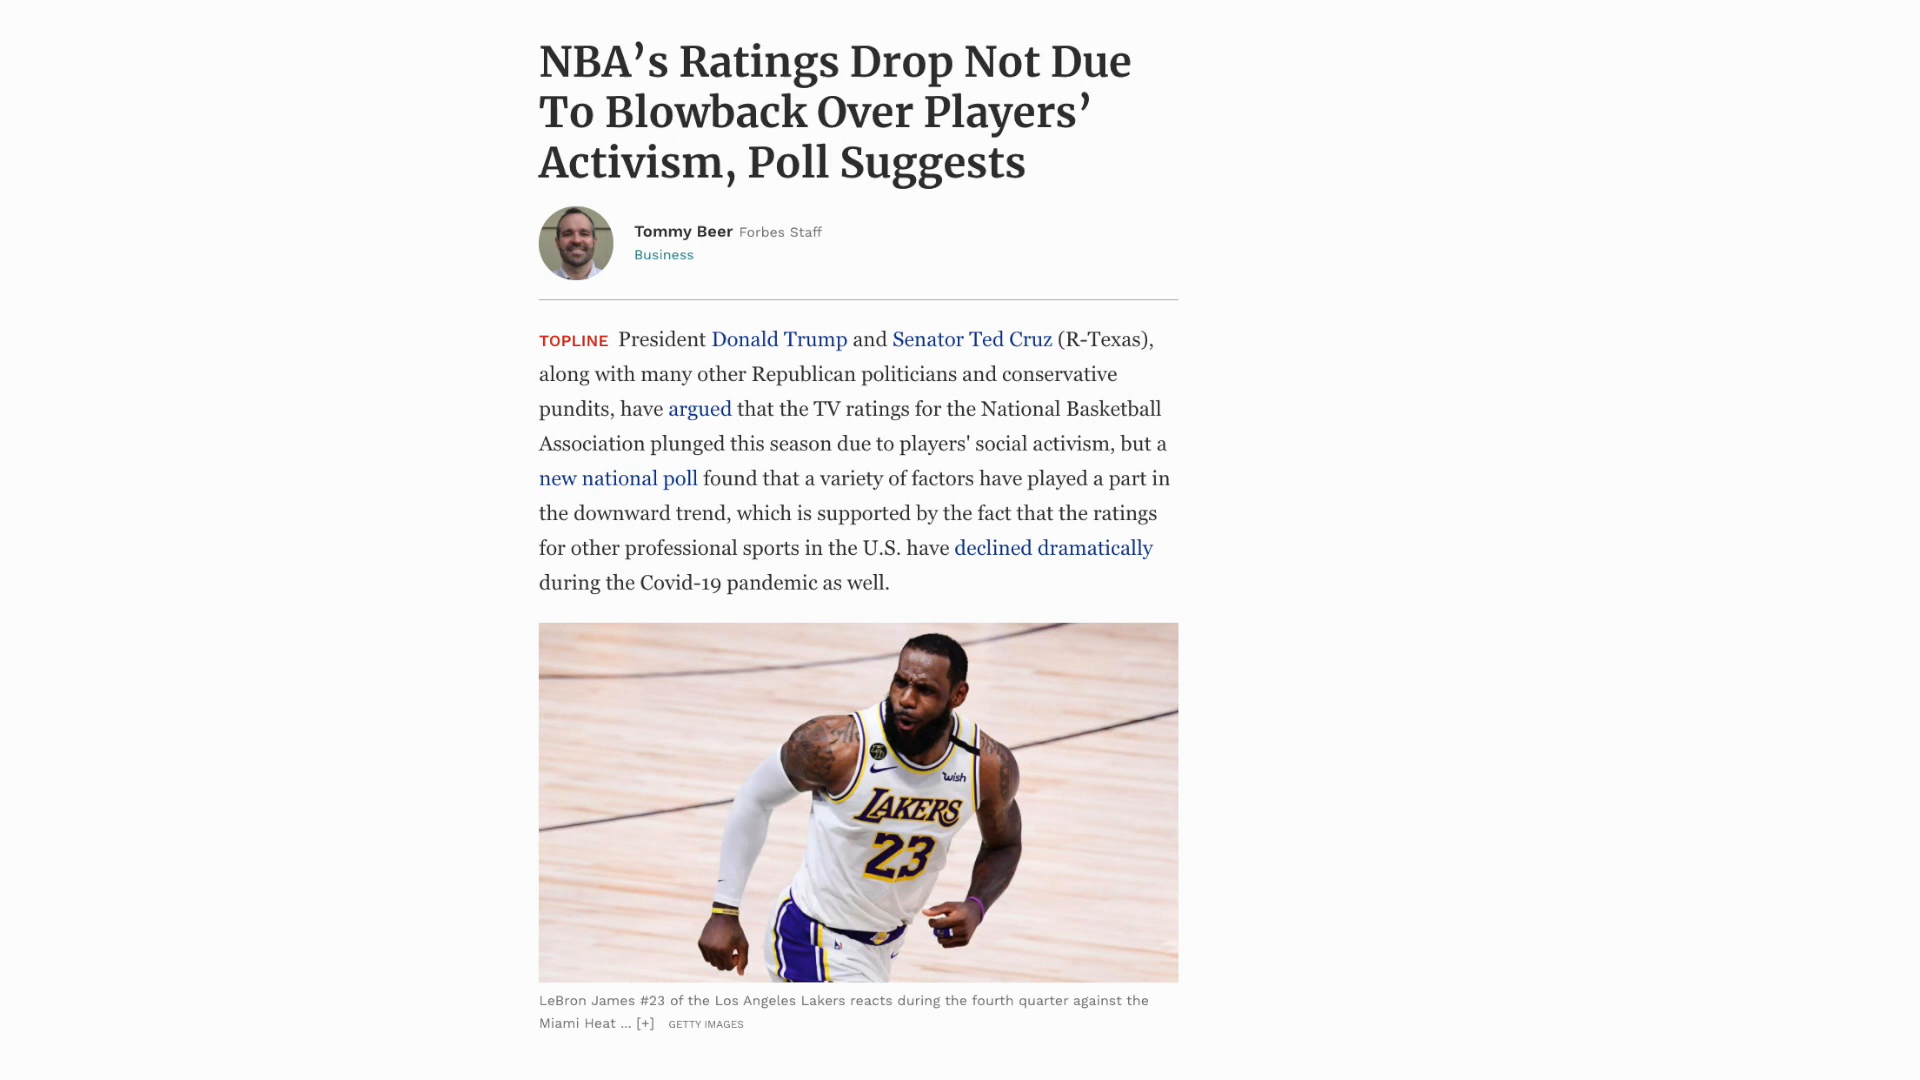 NBA’s Ratings Drop Not Due
To Blowback Over Players’
Activism, Poll Suggests
Tommy Beer Forbes Staff
Business
TOPLINE President Donald Trump and Senator Ted Cruz (R-Texas),
along with many other Republican politicians and conservative
pundits, have argued that the TV ratings for the National Basketball
Association plunged this season due to players' social activism, but a
new national poll found that a variety of factors have played a part in
the downward trend, which is supported by the fact that the ratings
for other professional sports in the U.S. have declined dramatically
during the Covid-19 pandemic as well.
wish
LAKERS
23
LeBron James #23 of the Los Angeles Lakers reacts during the fourth quarter against the
Miami Heat ... [+] GETTY IMAGES